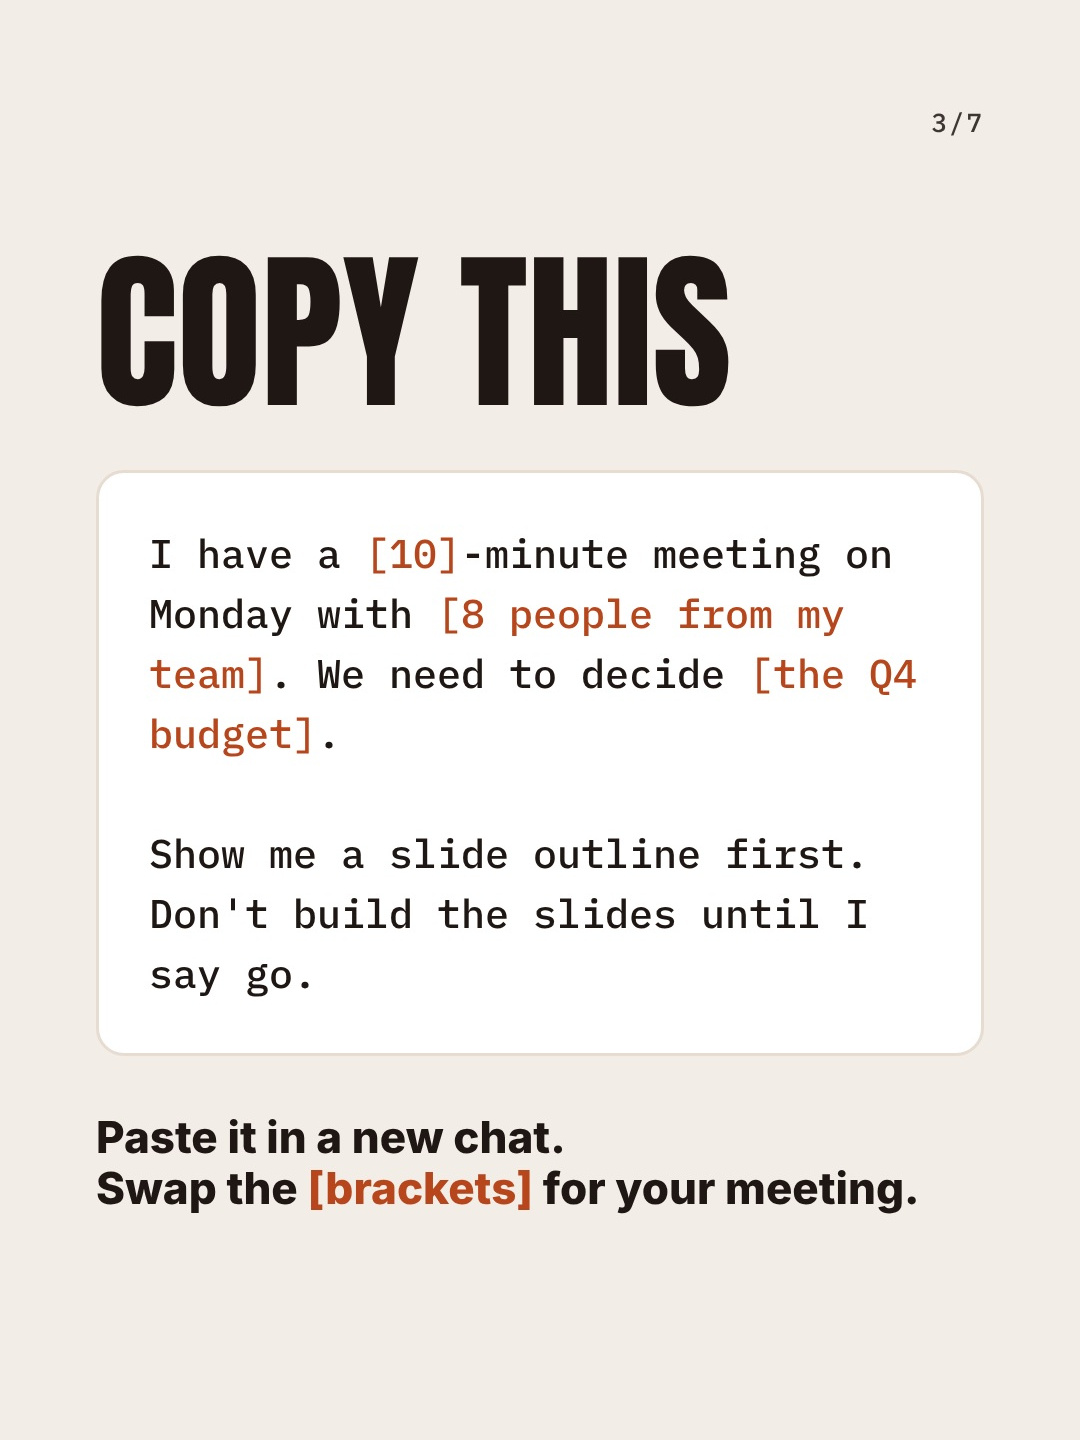 3/7
COPY THIS
I have a [10]-minute meeting on
Monday with [8 people from my
team]. We need to decide [the Q4
budget].
Show me a slide outline first.
Don't build the slides until I
say go.
Paste it in a new chat.
Swap the [brackets] for your meeting.